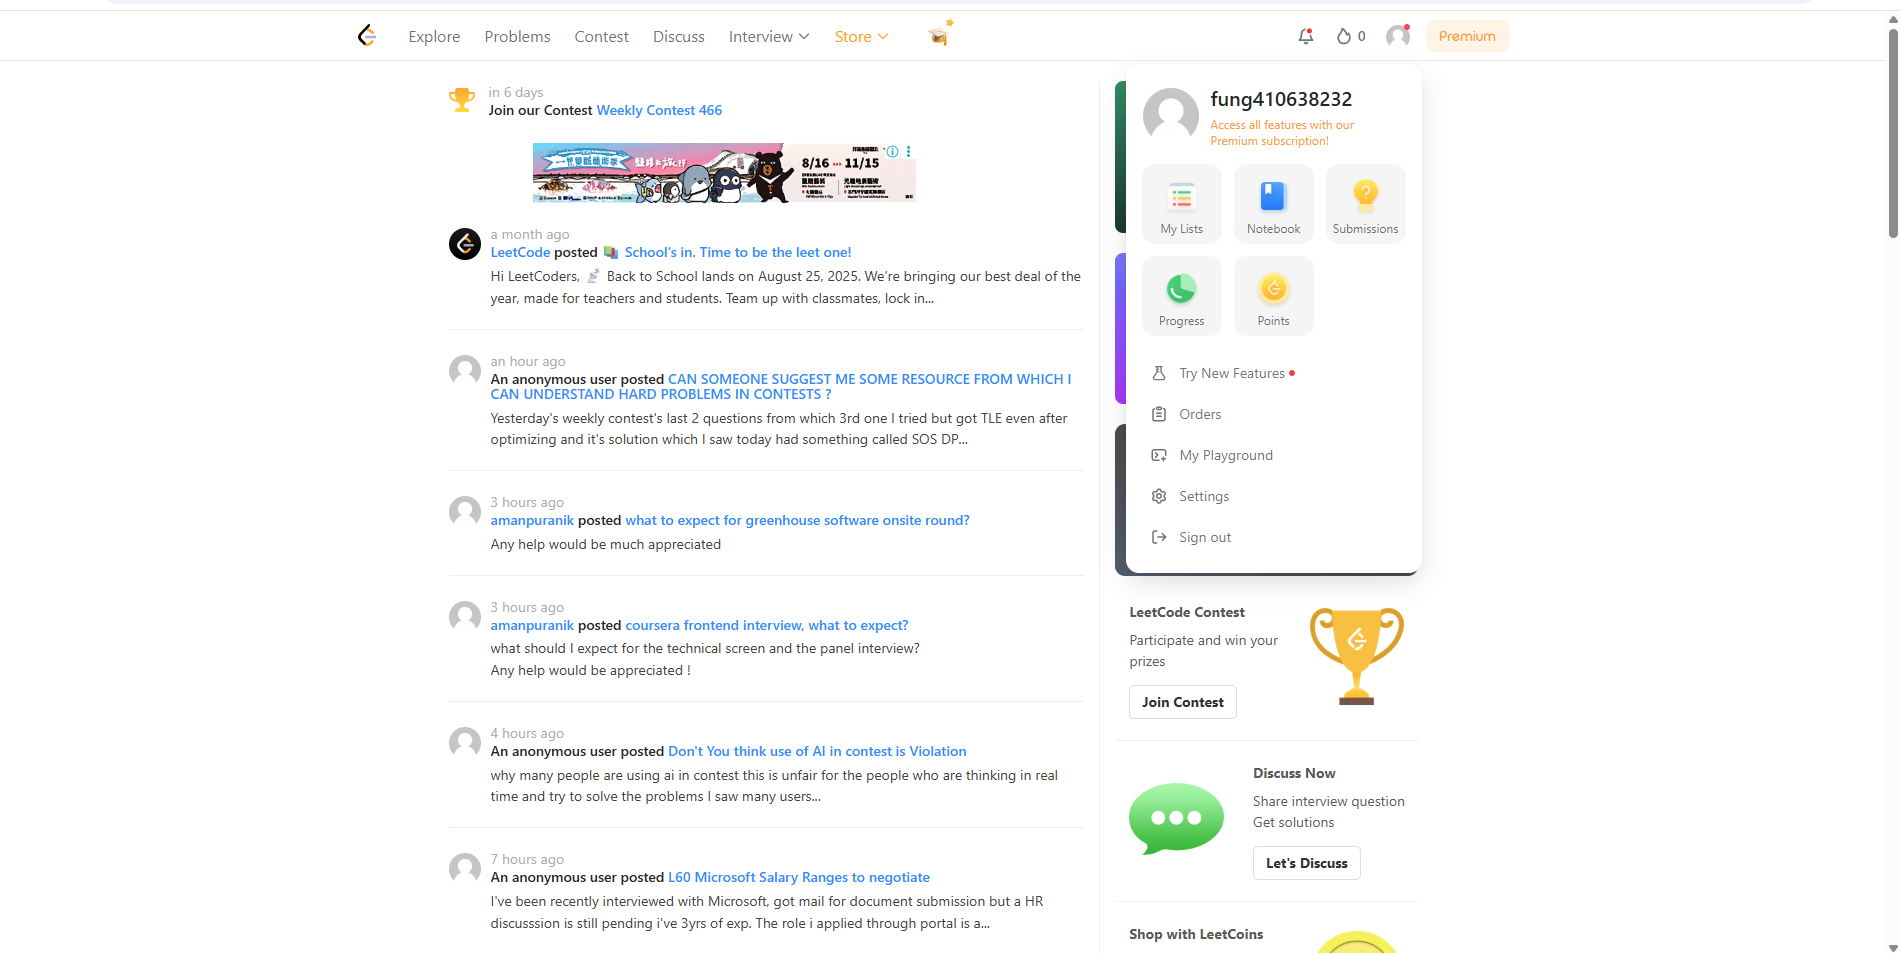 Explore Problems Contest Discuss Interview Store 0 Premium
in 6 days
Join our Contest Weekly Contest 466
8/16 11/15
a month ago
LeetCode posted School's in. Time to be the leet one!
Hi LeetCoders, Back to School lands on August 25, 2025. We're bringing our best deal of the
year, made for teachers and students. Team up with classmates, lock in...
an hour ago
An anonymous user posted CAN SOMEONE SUGGEST ME SOME RESOURCE FROM WHICH I
CAN UNDERSTAND HARD PROBLEMS IN CONTESTS ?
Yesterday's weekly contest's last 2 questions from which 3rd one I tried but got TLE even after
optimizing and it's solution which I saw today had something called SOS DP...
3 hours ago
amanpuranik posted what to expect for greenhouse software onsite round?
Any help would be much appreciated
3 hours ago
amanpuranik posted coursera frontend interview, what to expect?
what should I expect for the technical screen and the panel interview?
Any help would be appreciated !
4 hours ago
An anonymous user posted Don't You think use of AI in contest is Violation
why many people are using ai in contest this is unfair for the people who are thinking in real
time and try to solve the problems I saw many users...
7 hours ago
An anonymous user posted L60 Microsoft Salary Ranges to negotiate
I've been recently interviewed with Microsoft, got mail for document submission but a HR
discusssion is still pending i've 3yrs of exp. The role i applied through portal is a...
fung410638232
Access all features with our
Premium subscription!
My Lists Notebook Submissions
Progress Points
Try New Features
Orders
My Playground
Settings
Sign out
LeetCode Contest
Participate and win your
prizes
Join Contest
Discuss Now
Share interview question
Get solutions
Let's Discuss
Shop with LeetCoins